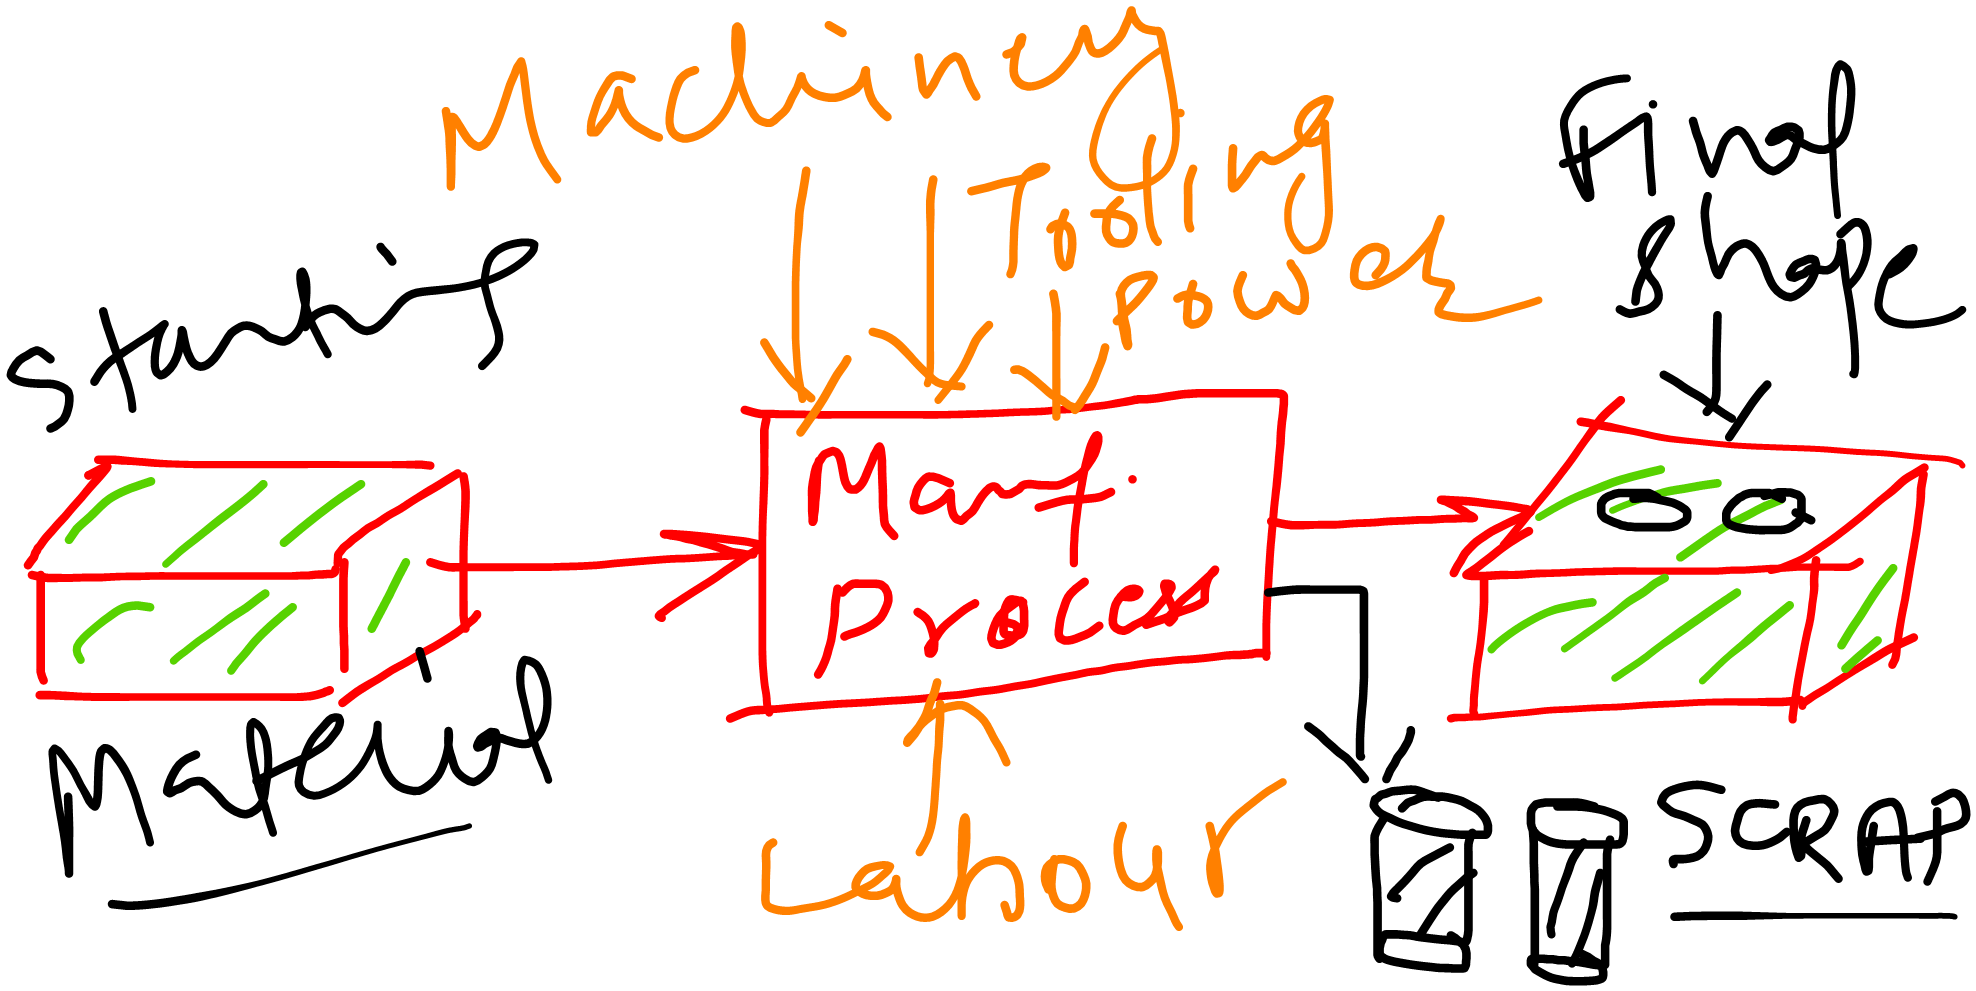 Machinery
Tooling
Power
Starting
Material
Manf.
Process
Labour
Final
Shape
SCRAP